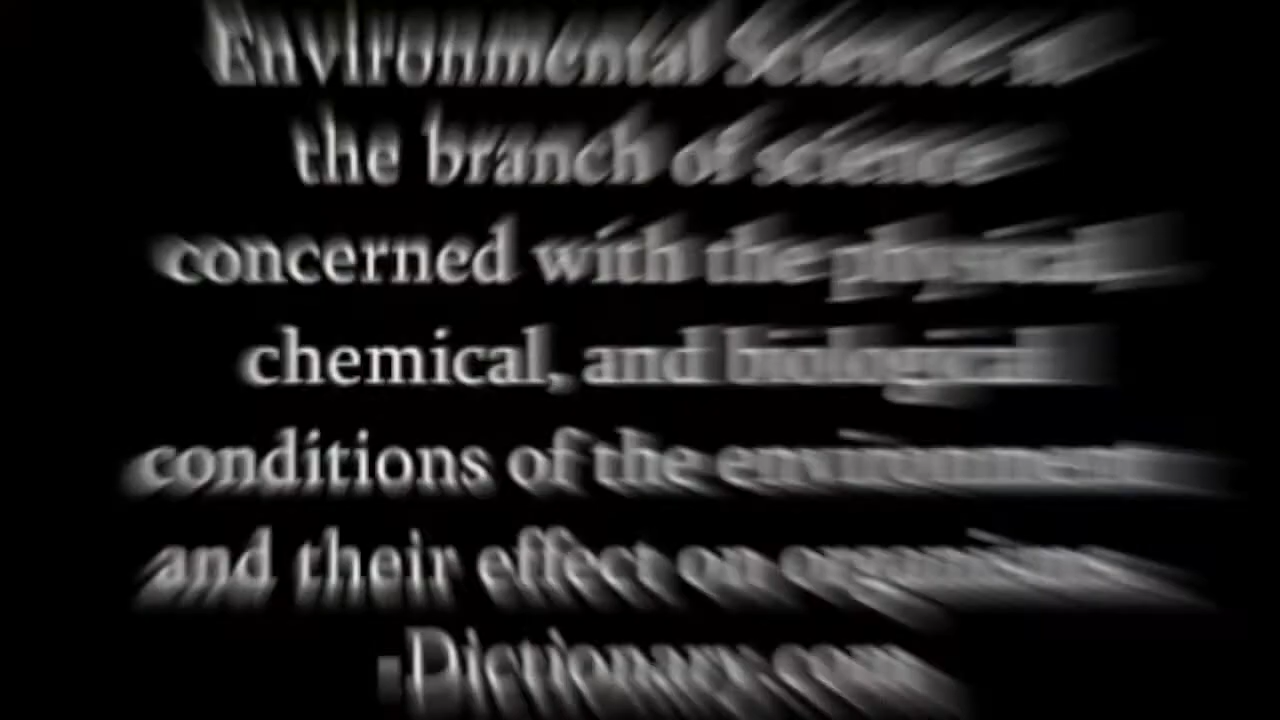 Environmental Science, n.
the branch of science
concerned with the physical,
chemical, and biological
conditions of the environment
and their effect on organisms
-Dictionary.com